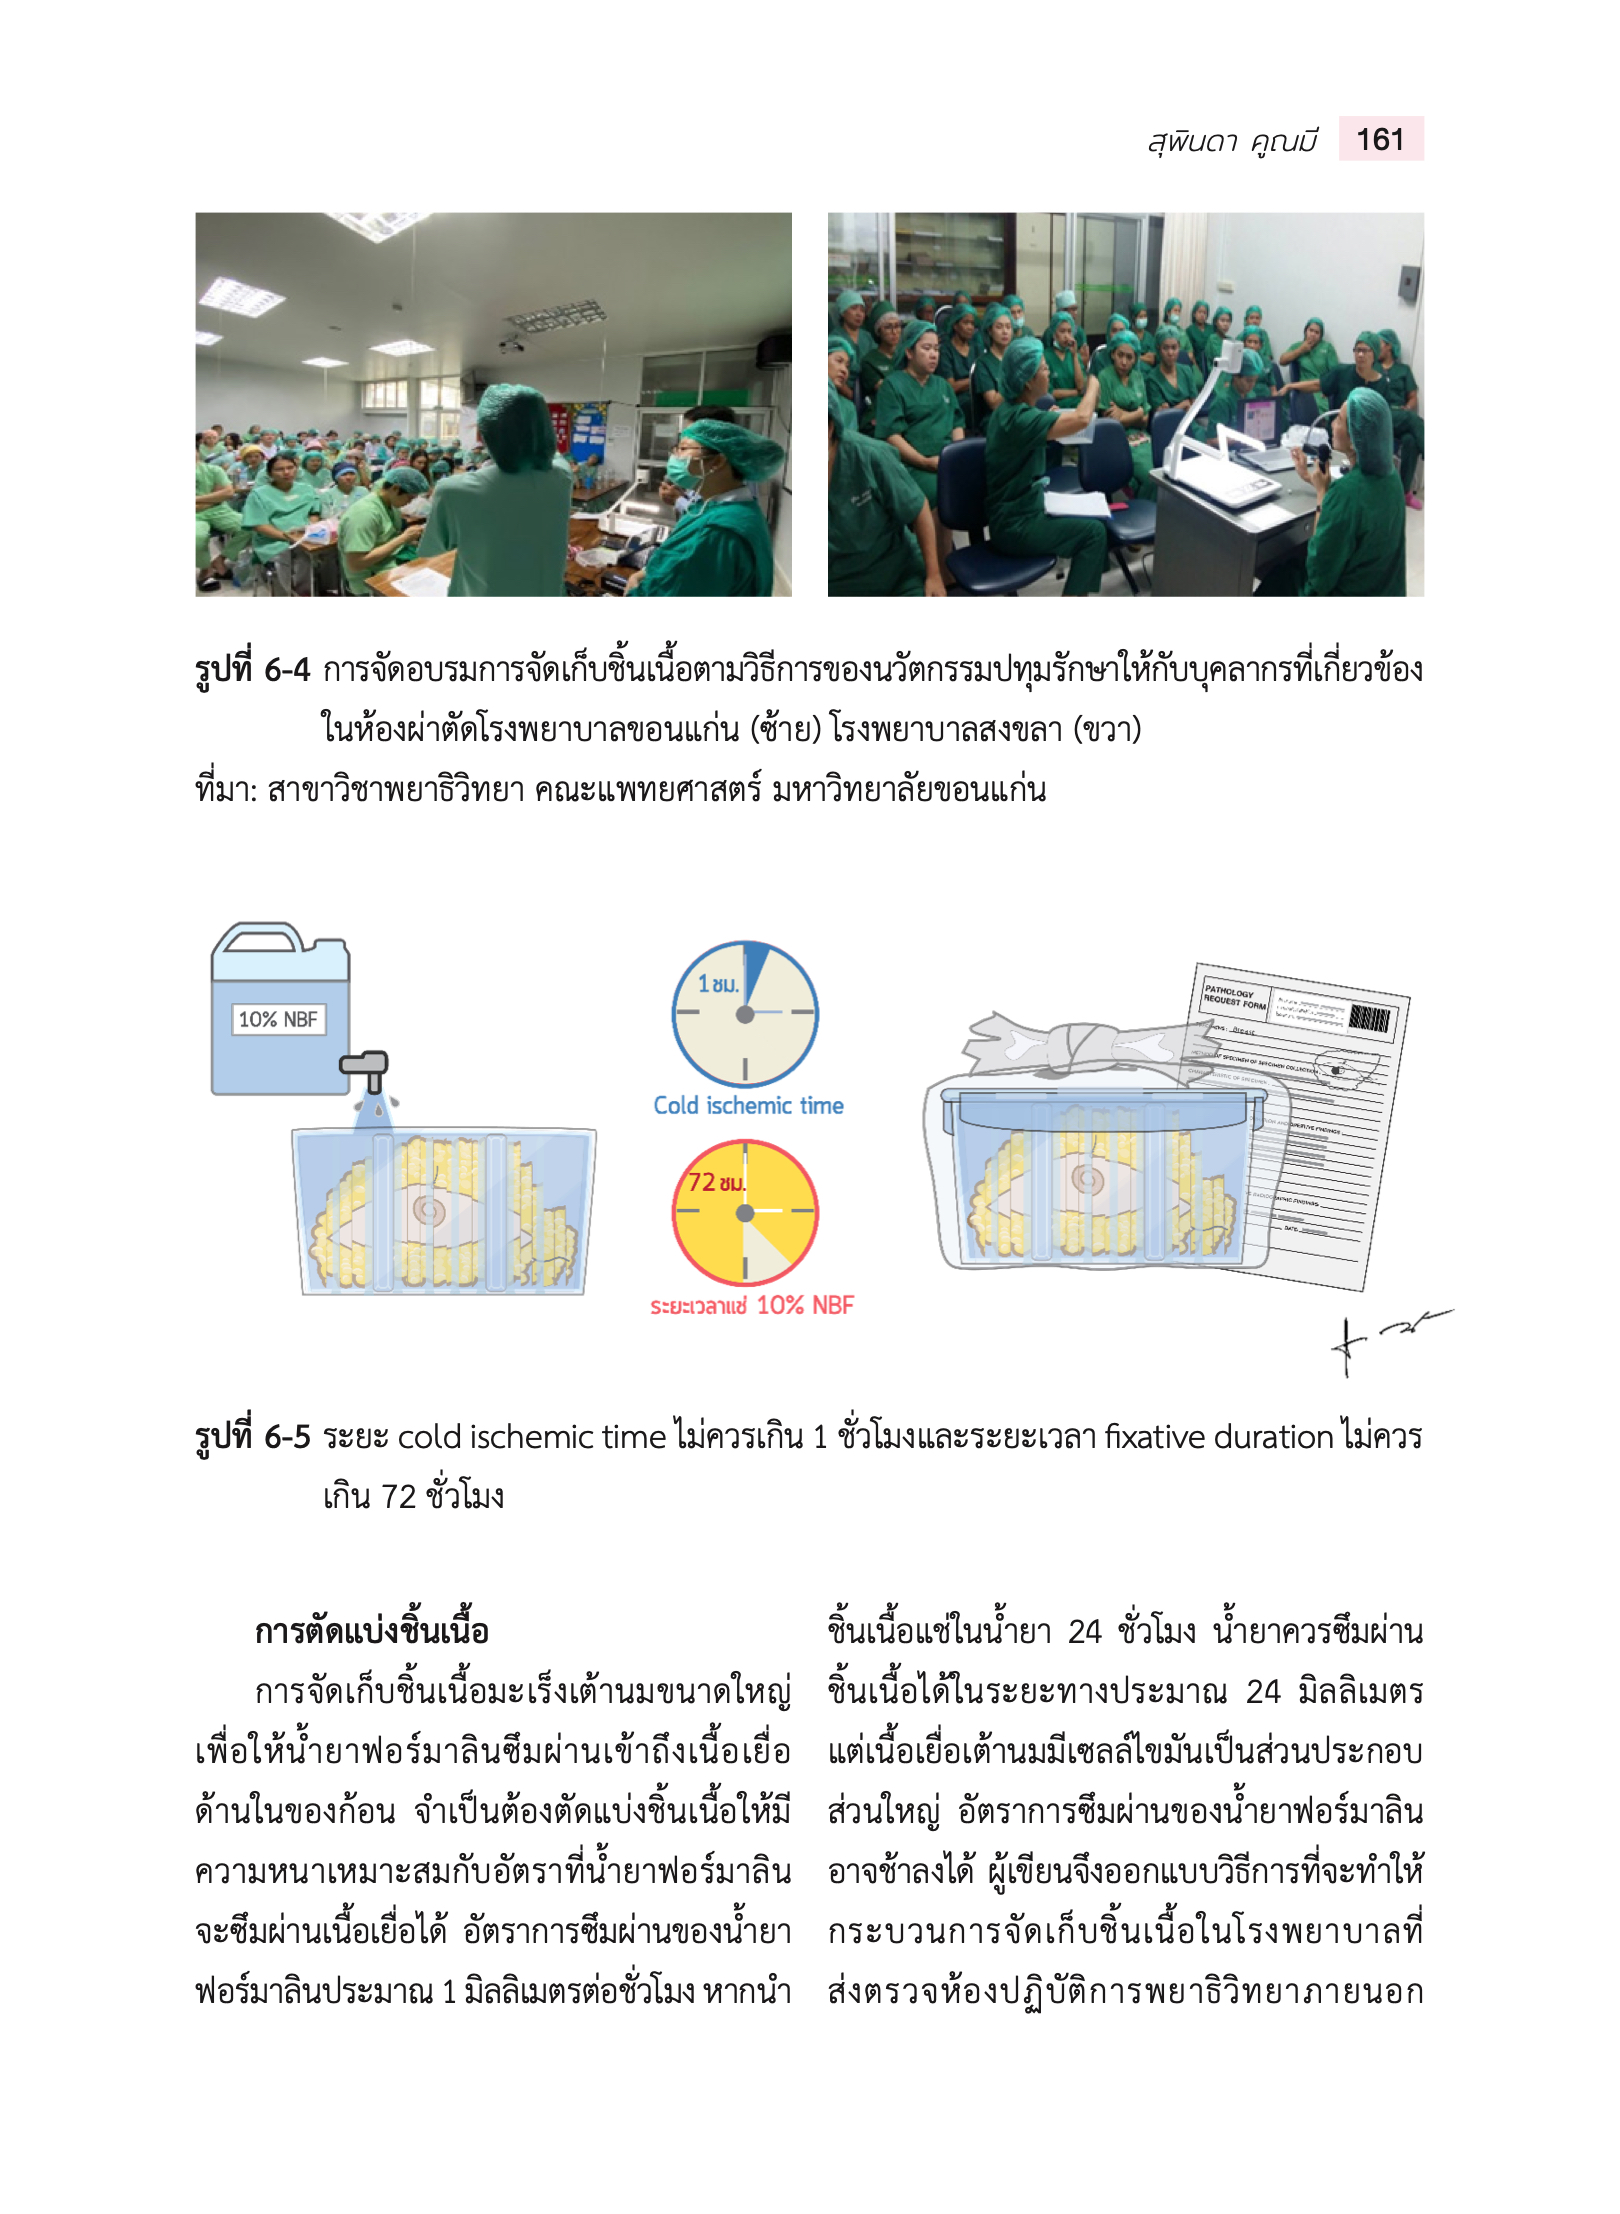 สุพินดา คูณมี 161
รูปที่ 6-4 การจัดอบรมการจัดเก็บชิ้นเนื้อตามวิธีการของนวัตกรรมปทุมรักษาให้กับบุคลากรที่เกี่ยวข้อง
ในห้องผ่าตัดโรงพยาบาลขอนแก่น (ซ้าย) โรงพยาบาลสงขลา (ขวา)
ที่มา: สาขาวิชาพยาธิวิทยา คณะแพทยศาสตร์ มหาวิทยาลัยขอนแก่น
10% NBF
1 ชม.
Cold ischemic time
72 ชม.
ระยะเวลาแช่ 10% NBF
PATHOLOGY
REQUEST FORM
รูปที่ 6-5 ระยะ cold ischemic time ไม่ควรเกิน 1 ชั่วโมงและระยะเวลา fixative duration ไม่ควร
เกิน 72 ชั่วโมง
การตัดแบ่งชิ้นเนื้อ
การจัดเก็บชิ้นเนื้อมะเร็งเต้านมขนาดใหญ่
เพื่อให้น้ำยาฟอร์มาลินซึมผ่านเข้าถึงเนื้อเยื่อ
ด้านในของก้อน จำเป็นต้องตัดแบ่งชิ้นเนื้อให้มี
ความหนาเหมาะสมกับอัตราที่น้ำยาฟอร์มาลิน
จะซึมผ่านเนื้อเยื่อได้ อัตราการซึมผ่านของน้ำยา
ฟอร์มาลินประมาณ 1 มิลลิเมตรต่อชั่วโมง หากนำ
ชิ้นเนื้อแช่ในน้ำยา 24 ชั่วโมง น้ำยาควรซึมผ่าน
ชิ้นเนื้อได้ในระยะทางประมาณ 24 มิลลิเมตร
แต่เนื้อเยื่อเต้านมมีเซลล์ไขมันเป็นส่วนประกอบ
ส่วนใหญ่ อัตราการซึมผ่านของน้ำยาฟอร์มาลิน
อาจช้าลงได้ ผู้เขียนจึงออกแบบวิธีการที่จะทำให้
กระบวนการจัดเก็บชิ้นเนื้อในโรงพยาบาลที่
ส่งตรวจห้องปฏิบัติการพยาธิวิทยาภายนอก